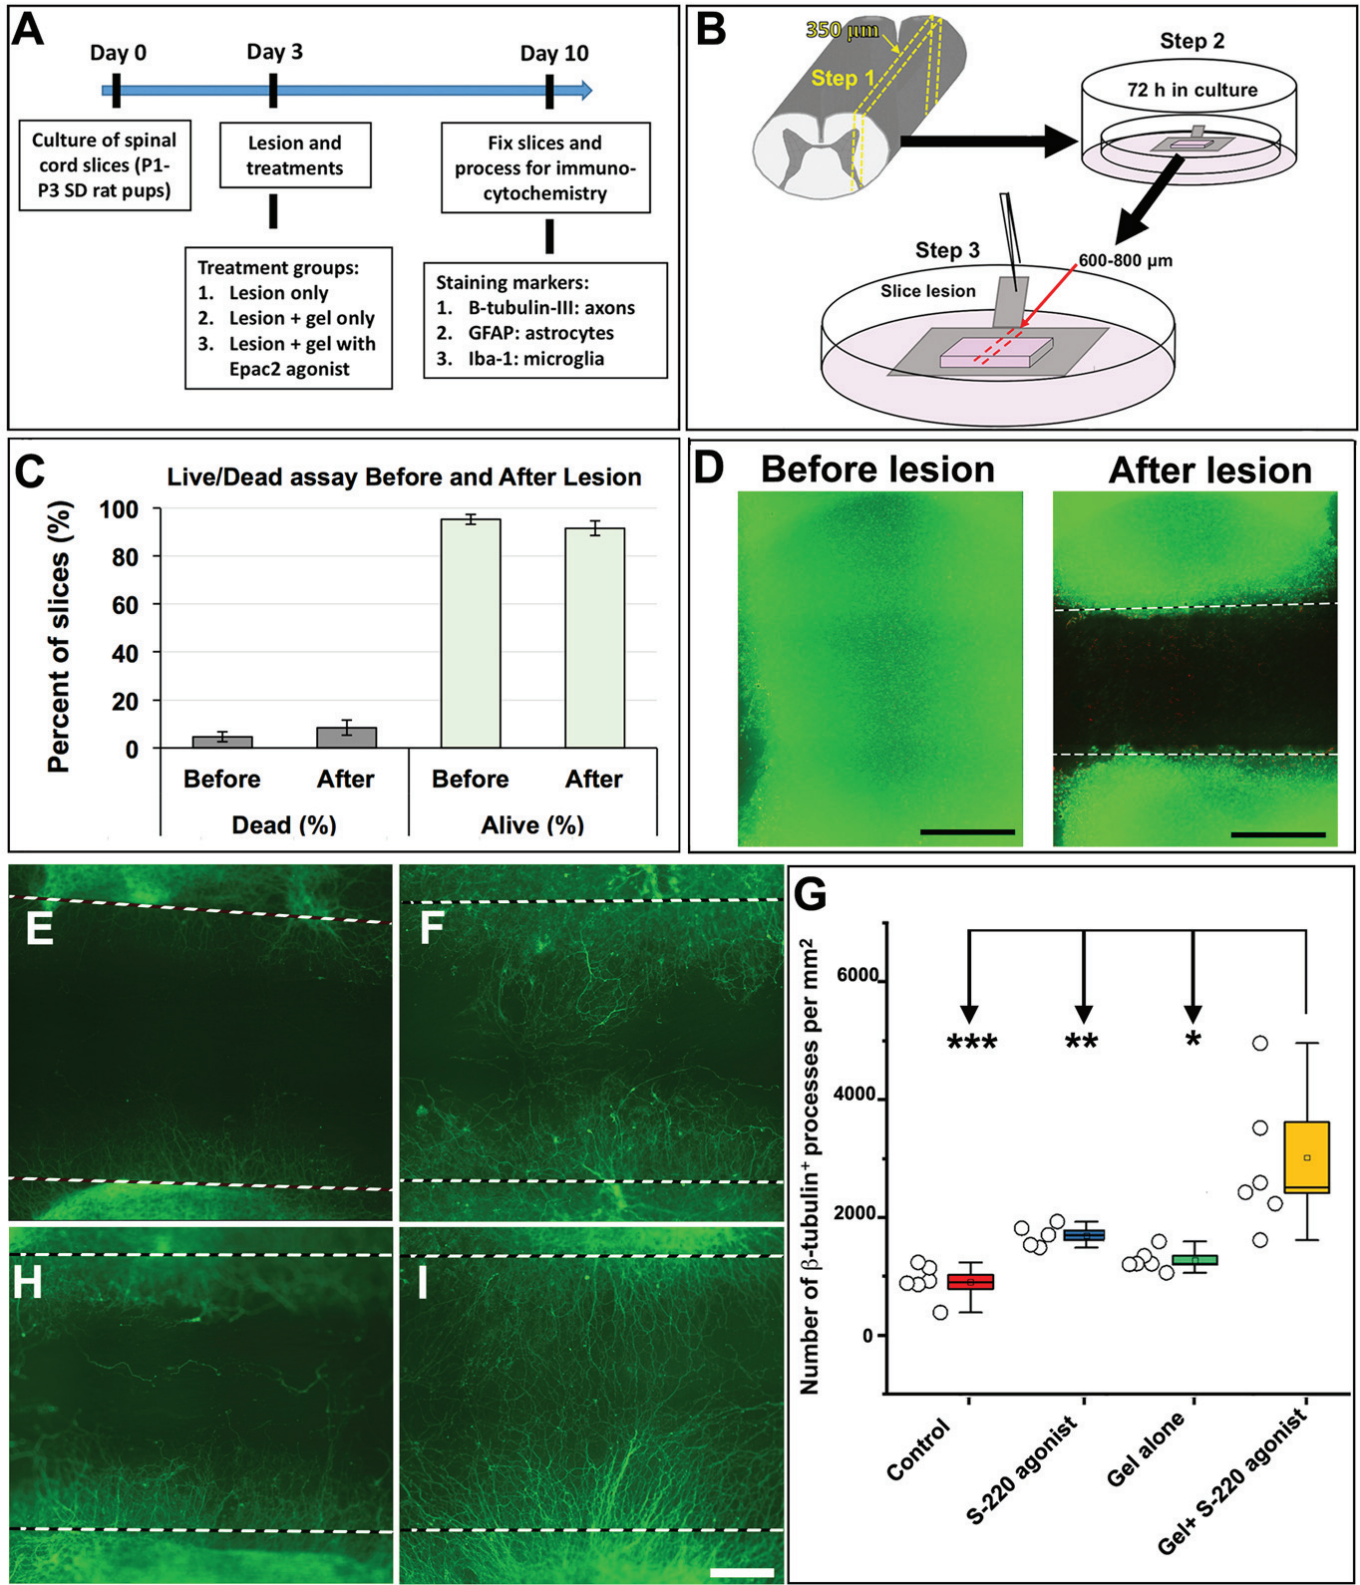 A
Day 0
Day 3
Day 10
Culture of spinal
cord slices (P1-
P3 SD rat pups)
Lesion and
treatments
Fix slices and
process for immuno-
cytochemistry
Treatment groups:
1. Lesion only
2. Lesion + gel only
3. Lesion + gel with
Epac2 agonist
Staining markers:
1. B-tubulin-III: axons
2. GFAP: astrocytes
3. Iba-1: microglia
B
350 µm
Step 1
Step 2
72 h in culture
Step 3
600-800 µm
Slice lesion
C
Live/Dead assay Before and After Lesion
Percent of slices (%)
100
80
60
40
20
0
Before
After
Before
After
Dead (%)
Alive (%)
D
Before lesion
After lesion
E
F
G
Number of β-tubulin⁺ processes per mm²
6000
4000
2000
0
***
**
*
Control
S-220 agonist
Gel alone
Gel+ S-220 agonist
H
I